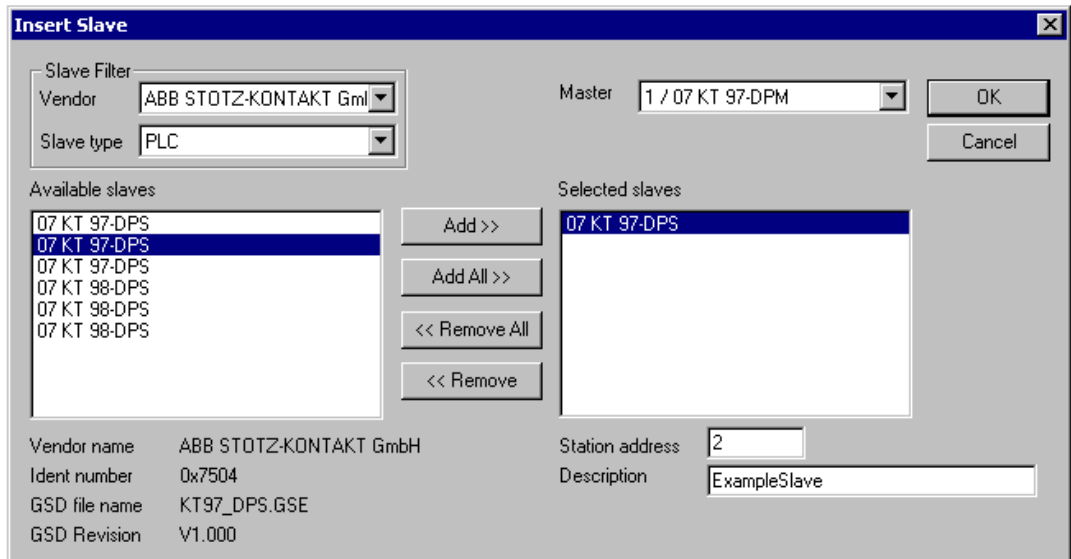 Insert Slave
Slave Filter
Vendor ABB STOTZ-KONTAKT Gml
Slave type PLC
Master 1 / 07 KT 97-DPM
OK
Cancel
Available slaves
07 KT 97-DPS
07 KT 97-DPS
07 KT 97-DPS
07 KT 98-DPS
07 KT 98-DPS
07 KT 98-DPS
Add >>
Add All >>
<< Remove All
<< Remove
Selected slaves
07 KT 97-DPS
Vendor name ABB STOTZ-KONTAKT GmbH
Ident number 0x7504
GSD file name KT97_DPS.GSE
GSD Revision V1.000
Station address 2
Description ExampleSlave